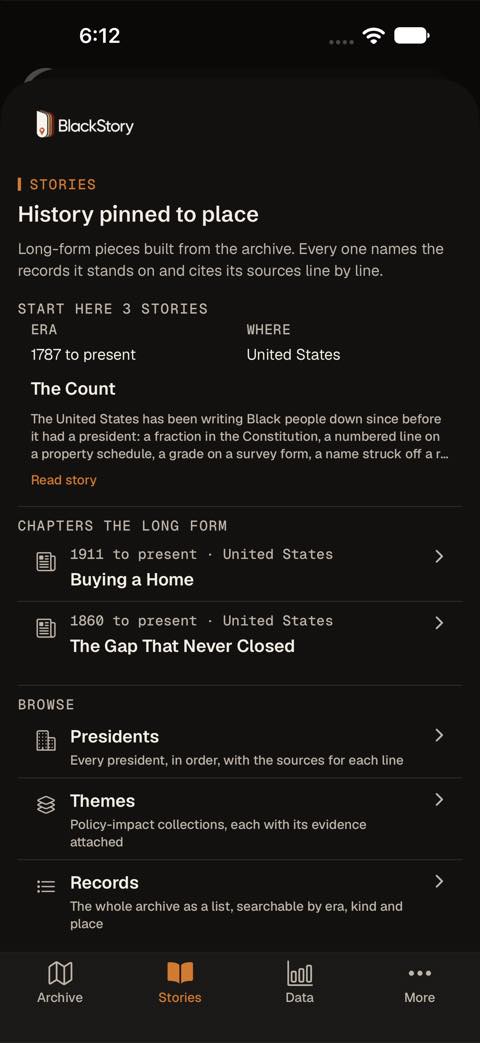 6:12
BlackStory
STORIES
History pinned to place
Long-form pieces built from the archive. Every one names the
records it stands on and cites its sources line by line.
START HERE 3 STORIES
ERA
WHERE
1787 to present
United States
The Count
The United States has been writing Black people down since before
it had a president: a fraction in the Constitution, a numbered line on
a property schedule, a grade on a survey form, a name struck off a r...
Read story
CHAPTERS THE LONG FORM
1911 to present · United States
Buying a Home
1860 to present · United States
The Gap That Never Closed
BROWSE
Presidents
Every president, in order, with the sources for each line
Themes
Policy-impact collections, each with its evidence
attached
Records
The whole archive as a list, searchable by era, kind and
place
Archive
Stories
Data
More